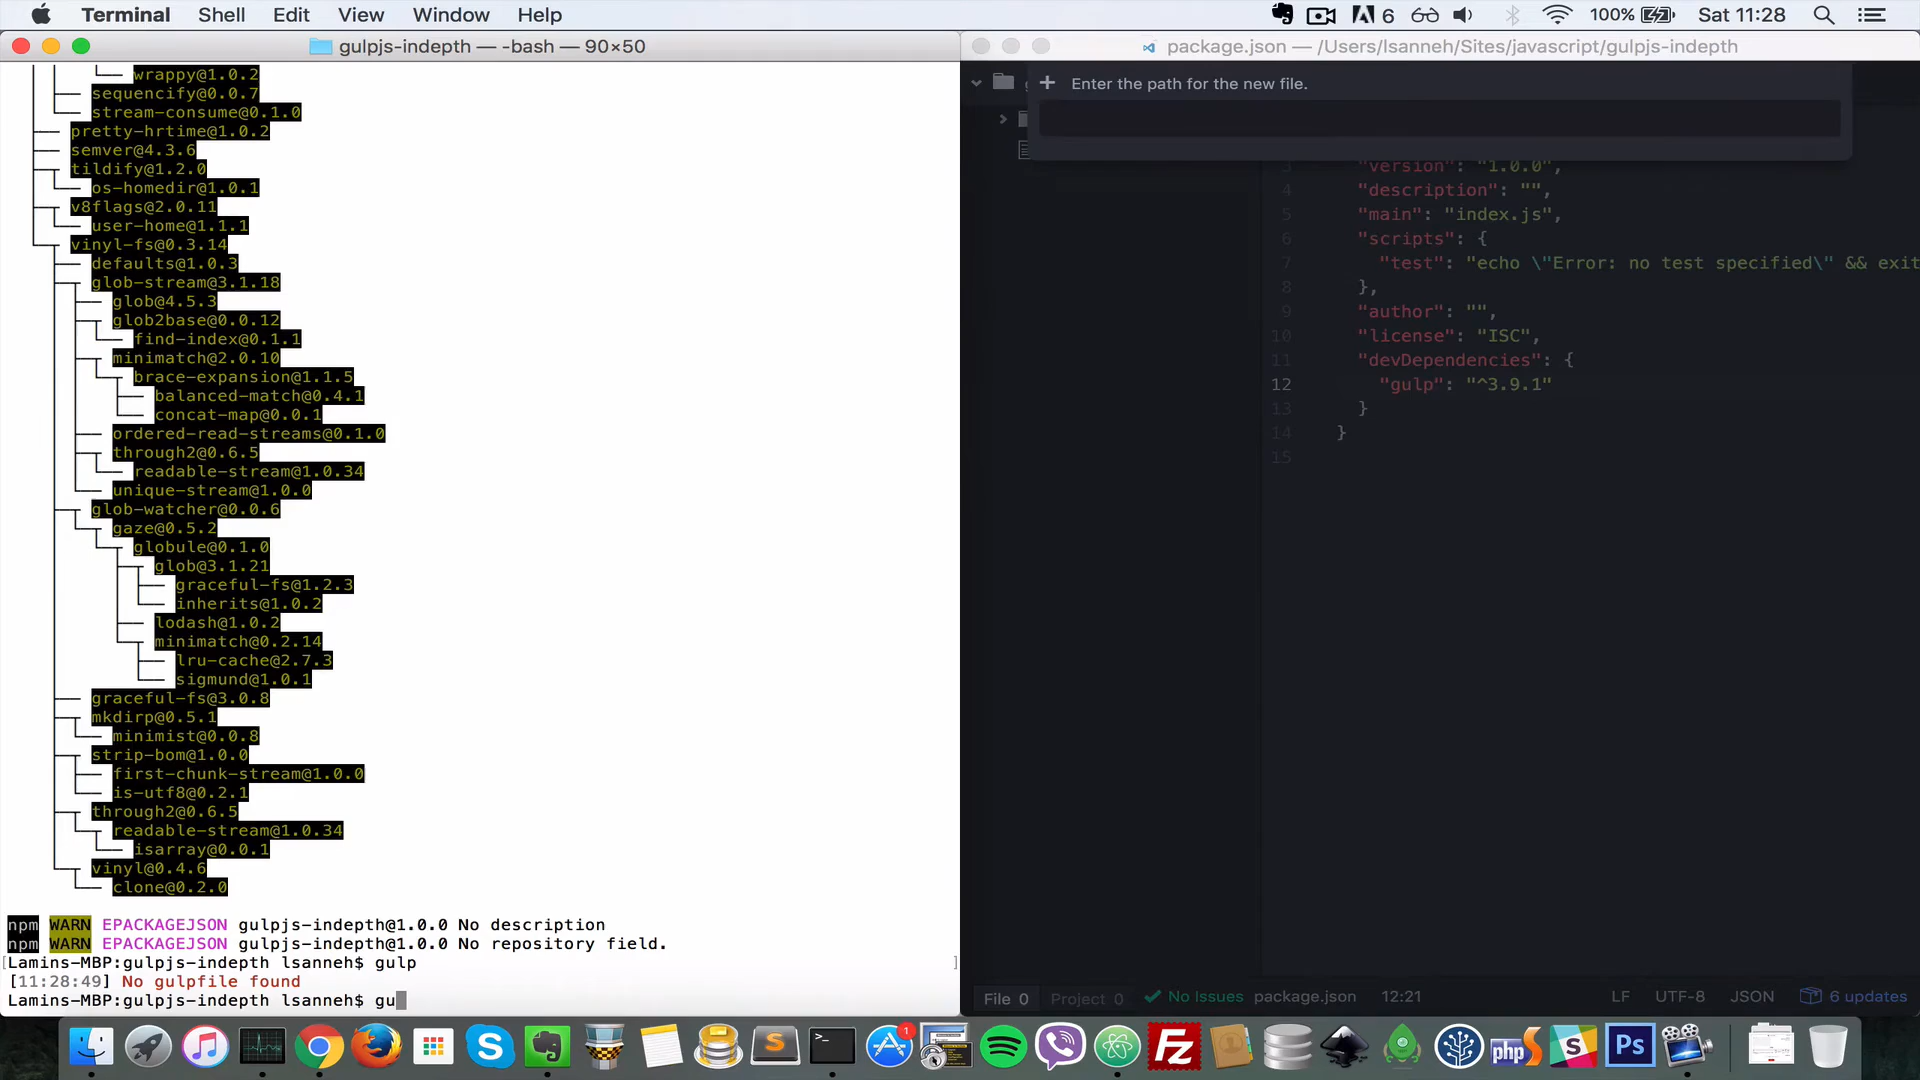 Terminal Shell Edit View Window Help 6 100% Sat 11:28
gulpjs-indepth — -bash — 90×50
wrappy@1.0.2
sequencify@0.0.7
stream-consume@0.1.0
pretty-hrtime@1.0.2
semver@4.3.6
tildify@1.2.0
os-homedir@1.0.1
v8flags@2.0.11
user-home@1.1.1
vinyl-fs@0.3.14
defaults@1.0.3
glob-stream@3.1.18
glob@4.5.3
glob2base@0.0.12
find-index@0.1.1
minimatch@2.0.10
brace-expansion@1.1.5
balanced-match@0.4.1
concat-map@0.0.1
ordered-read-streams@0.1.0
through2@0.6.5
readable-stream@1.0.34
unique-stream@1.0.0
glob-watcher@0.0.6
gaze@0.5.2
globule@0.1.0
glob@3.1.21
graceful-fs@1.2.3
inherits@1.0.2
lodash@1.0.2
minimatch@0.2.14
lru-cache@2.7.3
sigmund@1.0.1
graceful-fs@3.0.8
mkdirp@0.5.1
minimist@0.0.8
strip-bom@1.0.0
first-chunk-stream@1.0.0
is-utf8@0.2.1
through2@0.6.5
readable-stream@1.0.34
isarray@0.0.1
vinyl@0.4.6
clone@0.2.0
npm WARN EPACKAGEJSON gulpjs-indepth@1.0.0 No description
npm WARN EPACKAGEJSON gulpjs-indepth@1.0.0 No repository field.
[Lamins-MBP:gulpjs-indepth lsanneh$ gulp ]
[11:28:49] No gulpfile found
Lamins-MBP:gulpjs-indepth lsanneh$ gu
package.json — /Users/lsanneh/Sites/javascript/gulpjs-indepth
+ Enter the path for the new file.
3 "version": "1.0.0",
4 "description": "",
5 "main": "index.js",
6 "scripts": {
7 "test": "echo \"Error: no test specified\" && exit
8 },
9 "author": "",
10 "license": "ISC",
11 "devDependencies": {
12 "gulp": "^3.9.1"
13 }
14 }
15
File 0 Project 0 No Issues package.json 12:21 LF UTF-8 JSON 6 updates
1
php
Fz
Ps